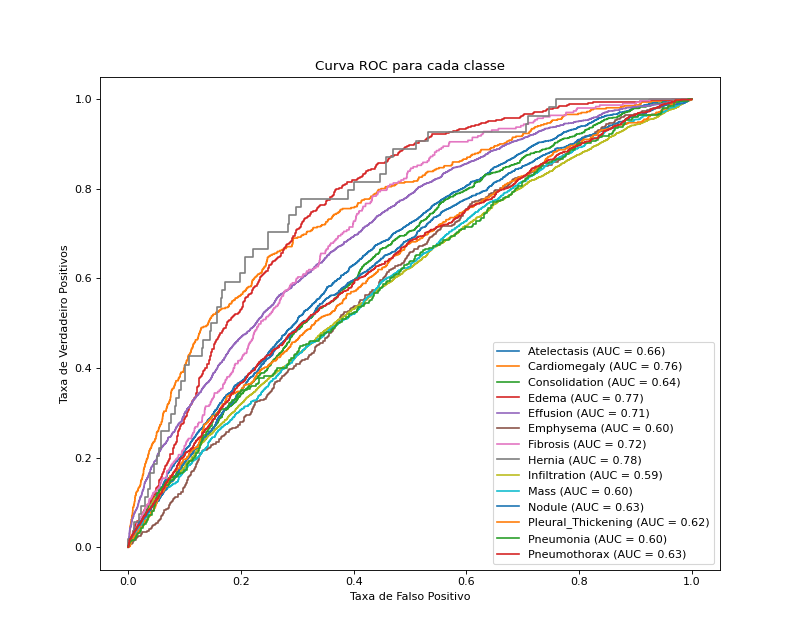 Curva ROC para cada classe
Taxa de Verdadeiro Positivos
1.0
0.8
0.6
0.4
0.2
0.0
Atelectasis (AUC = 0.66)
Cardiomegaly (AUC = 0.76)
Consolidation (AUC = 0.64)
Edema (AUC = 0.77)
Effusion (AUC = 0.71)
Emphysema (AUC = 0.60)
Fibrosis (AUC = 0.72)
Hernia (AUC = 0.78)
Infiltration (AUC = 0.59)
Mass (AUC = 0.60)
Nodule (AUC = 0.63)
Pleural_Thickening (AUC = 0.62)
Pneumonia (AUC = 0.60)
Pneumothorax (AUC = 0.63)
0.0 0.2 0.4 0.6 0.8 1.0
Taxa de Falso Positivo